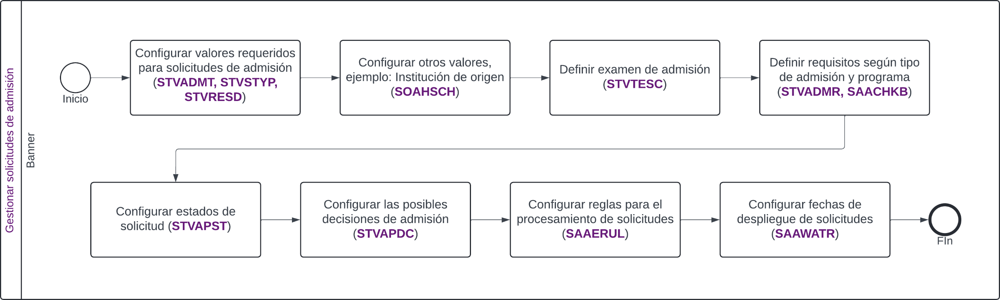 Gestionar solicitudes de admisión
Banner
Inicio
Configurar valores requeridos
para solicitudes de admisión
(STVADMT, STVSTYP,
STVRESD)
Configurar otros valores,
ejemplo: Institución de origen
(SOAHSCH)
Definir examen de admisión
(STVTESC)
Definir requisitos según tipo
de admisión y programa
(STVADMR, SAACHKB)
Configurar estados de
solicitud (STVAPST)
Configurar las posibles
decisiones de admisión
(STVAPDC)
Configurar reglas para el
procesamiento de solicitudes
(SAAERUL)
Configurar fechas de
despliegue de solicitudes
(SAAWATR)
FIn